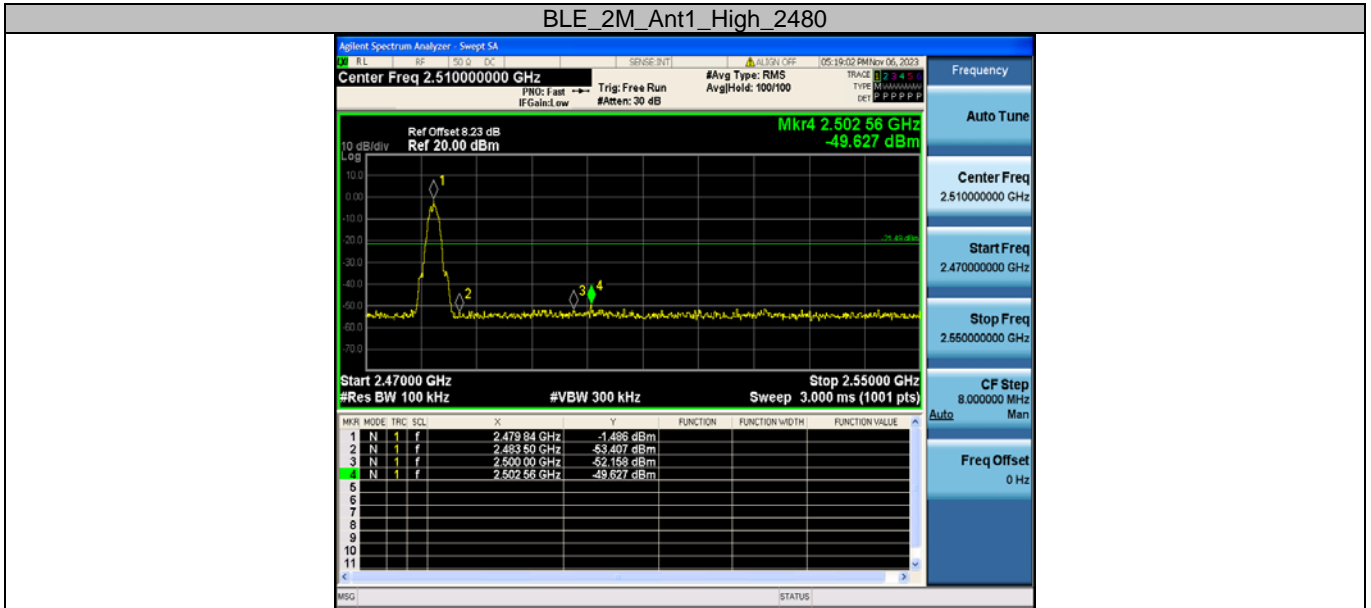 BLE_2M_Ant1_High_2480
Agilent Spectrum Analyzer - Swept SA
RL RF 50 Ω DC SENSE:INT ALIGN OFF 05:19:02 PM Nov 06, 2023
Center Freq 2.510000000 GHz
PNO: Fast
IFGain:Low
Trig: Free Run
#Atten: 30 dB
#Avg Type: RMS
Avg|Hold: 100/100
TRACE 1 2 3 4 5 6
TYPE M
DET P P P P P P
Mkr4 2.502 56 GHz
-49.627 dBm
Ref Offset 8.23 dB
10 dB/div Ref 20.00 dBm
Log
10.0
0.00
-10.0
-20.0
-30.0
-40.0
-50.0
-60.0
-70.0
1
2
3
4
Start 2.47000 GHz Stop 2.55000 GHz
#Res BW 100 kHz #VBW 300 kHz Sweep 3.000 ms (1001 pts)
MKR MODE TRC SCL X Y FUNCTION FUNCTION WIDTH FUNCTION VALUE
1 N 1 f 2.479 84 GHz -1.486 dBm
2 N 1 f 2.483 50 GHz -53.407 dBm
3 N 1 f 2.500 00 GHz -52.158 dBm
4 N 1 f 2.502 56 GHz -49.627 dBm
5
6
7
8
9
10
11
MSG STATUS
Frequency
Auto Tune
Center Freq
2.510000000 GHz
Start Freq
2.470000000 GHz
Stop Freq
2.550000000 GHz
CF Step
8.000000 MHz
Auto Man
Freq Offset
0 Hz